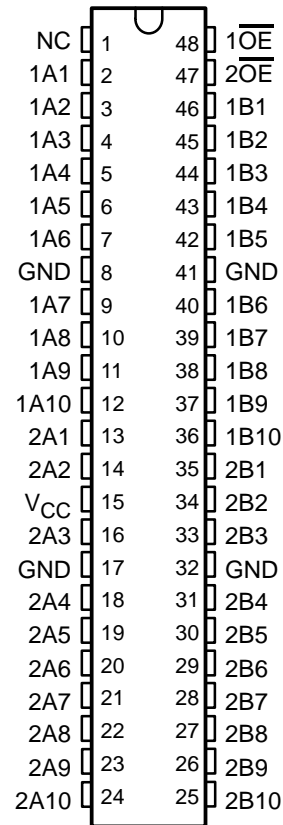 NC 1 48 1O̅E̅
1A1 2 47 2O̅E̅
1A2 3 46 1B1
1A3 4 45 1B2
1A4 5 44 1B3
1A5 6 43 1B4
1A6 7 42 1B5
GND 8 41 GND
1A7 9 40 1B6
1A8 10 39 1B7
1A9 11 38 1B8
1A10 12 37 1B9
2A1 13 36 1B10
2A2 14 35 2B1
VCC 15 34 2B2
2A3 16 33 2B3
GND 17 32 GND
2A4 18 31 2B4
2A5 19 30 2B5
2A6 20 29 2B6
2A7 21 28 2B7
2A8 22 27 2B8
2A9 23 26 2B9
2A10 24 25 2B10